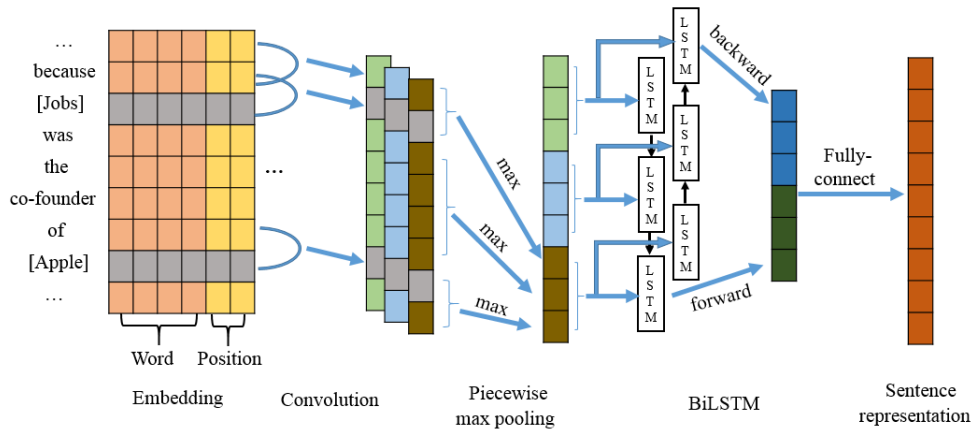 ...
because
[Jobs]
was
the
co-founder
of
[Apple]
...
Word
Position
Embedding
...
Convolution
max
max
max
Piecewise
max pooling
LSTM
LSTM
LSTM
LSTM
LSTM
LSTM
backward
forward
BiLSTM
Fully-
connect
Sentence
representation